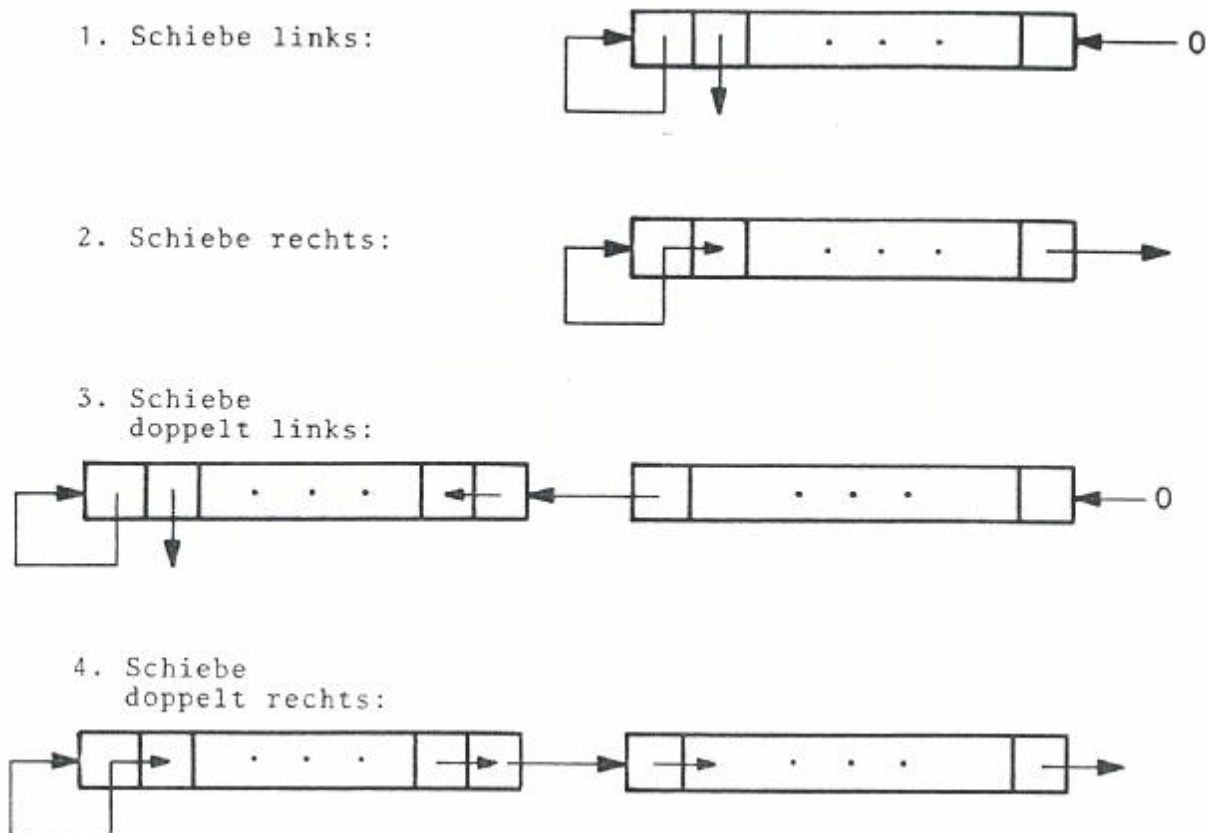 1. Schiebe links:
0
2. Schiebe rechts:
3. Schiebe
doppelt links:
0
4. Schiebe
doppelt rechts: